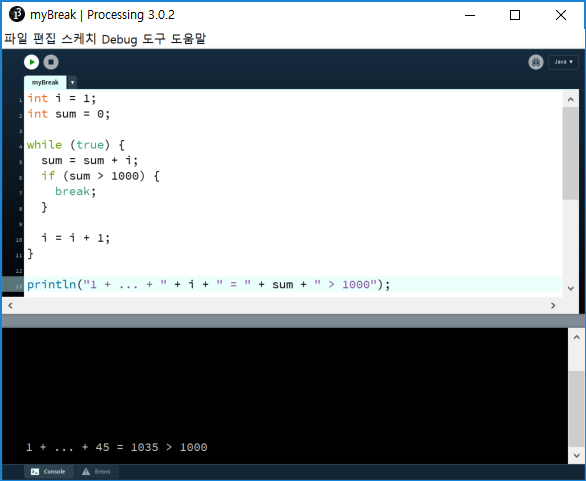 myBreak | Processing 3.0.2
파일 편집 스케치 Debug 도구 도움말
Java ▾
myBreak ▾
1 int i = 1;
2 int sum = 0;
3
4 while (true) {
5   sum = sum + i;
6   if (sum > 1000) {
7     break;
8   }
9
10   i = i + 1;
11 }
12
13 println("1 + ... + " + i + " = " + sum + " > 1000");
1 + ... + 45 = 1035 > 1000
Console Errors